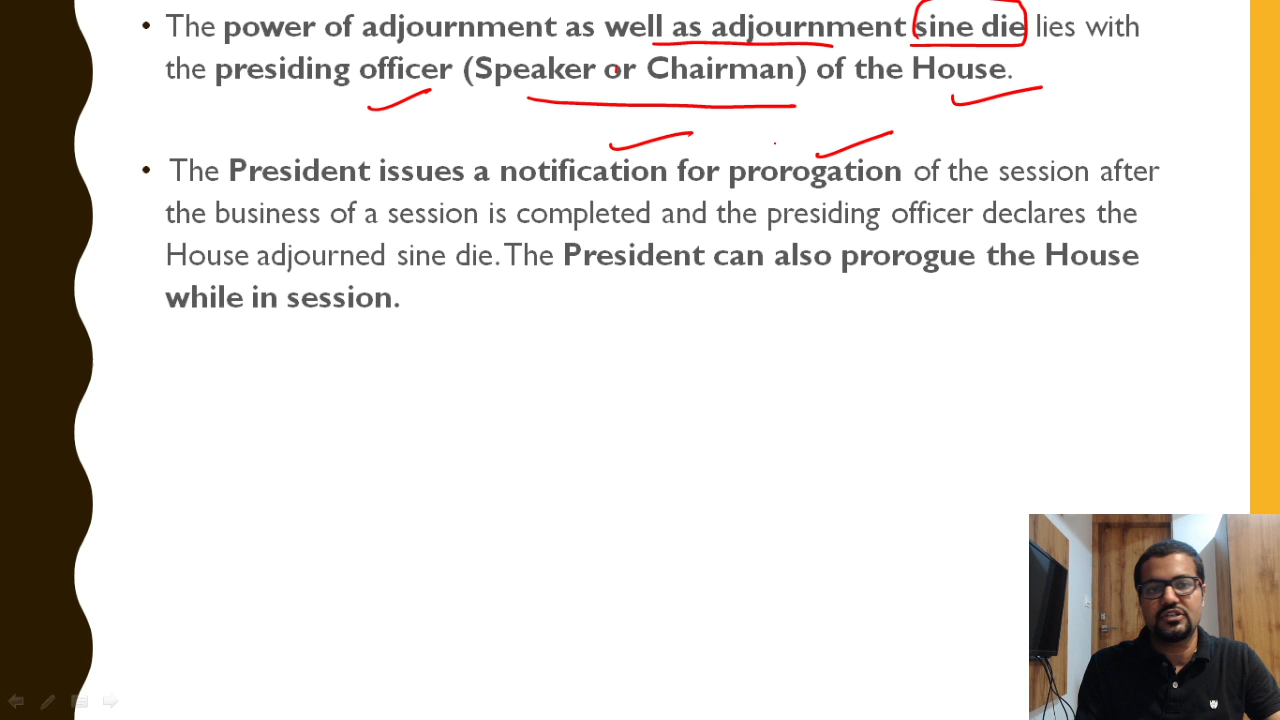 • The power of adjournment as well as adjournment sine die lies with
the presiding officer (Speaker or Chairman) of the House.
• The President issues a notification for prorogation of the session after
the business of a session is completed and the presiding officer declares the
House adjourned sine die. The President can also prorogue the House
while in session.